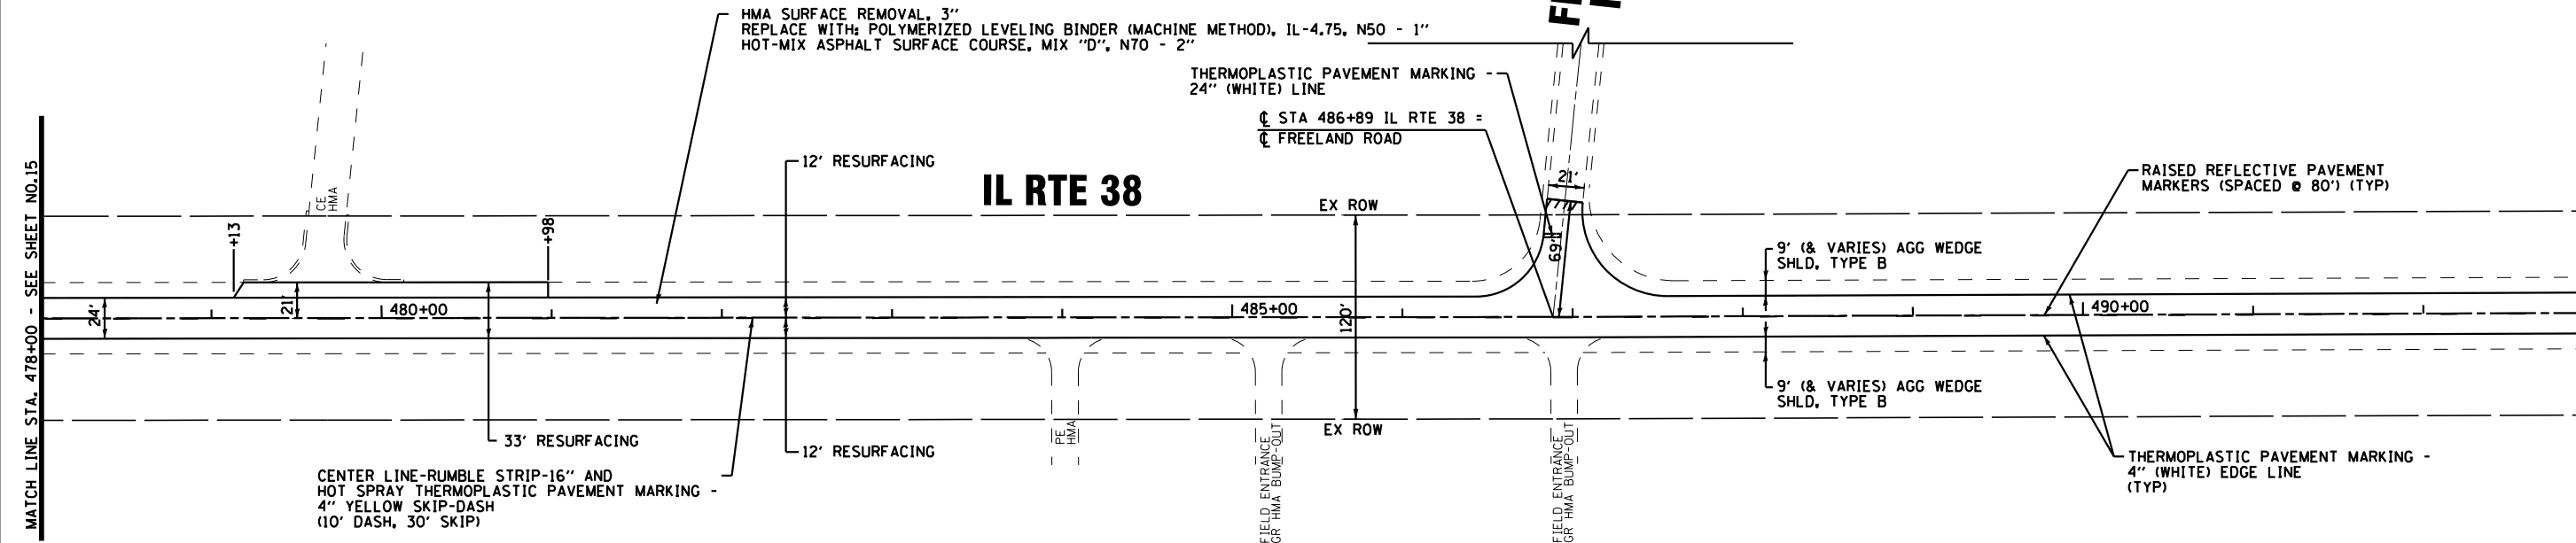 HMA SURFACE REMOVAL, 3"
REPLACE WITH: POLYMERIZED LEVELING BINDER (MACHINE METHOD), IL-4.75, N50 - 1"
HOT-MIX ASPHALT SURFACE COURSE, MIX "D", N70 - 2"
THERMOPLASTIC PAVEMENT MARKING -
24" (WHITE) LINE
℄ STA 486+89 IL RTE 38 =
℄ FREELAND ROAD
12' RESURFACING
IL RTE 38
EX ROW
21'
69'
RAISED REFLECTIVE PAVEMENT
MARKERS (SPACED @ 80') (TYP)
9' (& VARIES) AGG WEDGE
SHLD, TYPE B
MATCH LINE STA. 478+00 - SEE SHEET NO.15
CE
HMA
+13
+98
24'
21'
480+00
485+00
120'
490+00
9' (& VARIES) AGG WEDGE
SHLD, TYPE B
33' RESURFACING
12' RESURFACING
EX ROW
PE
HMA
FIELD ENTRANCE
GR HMA BUMP-OUT
FIELD ENTRANCE
GR HMA BUMP-OUT
CENTER LINE-RUMBLE STRIP-16" AND
HOT SPRAY THERMOPLASTIC PAVEMENT MARKING -
4" YELLOW SKIP-DASH
(10' DASH, 30' SKIP)
THERMOPLASTIC PAVEMENT MARKING -
4" (WHITE) EDGE LINE
(TYP)